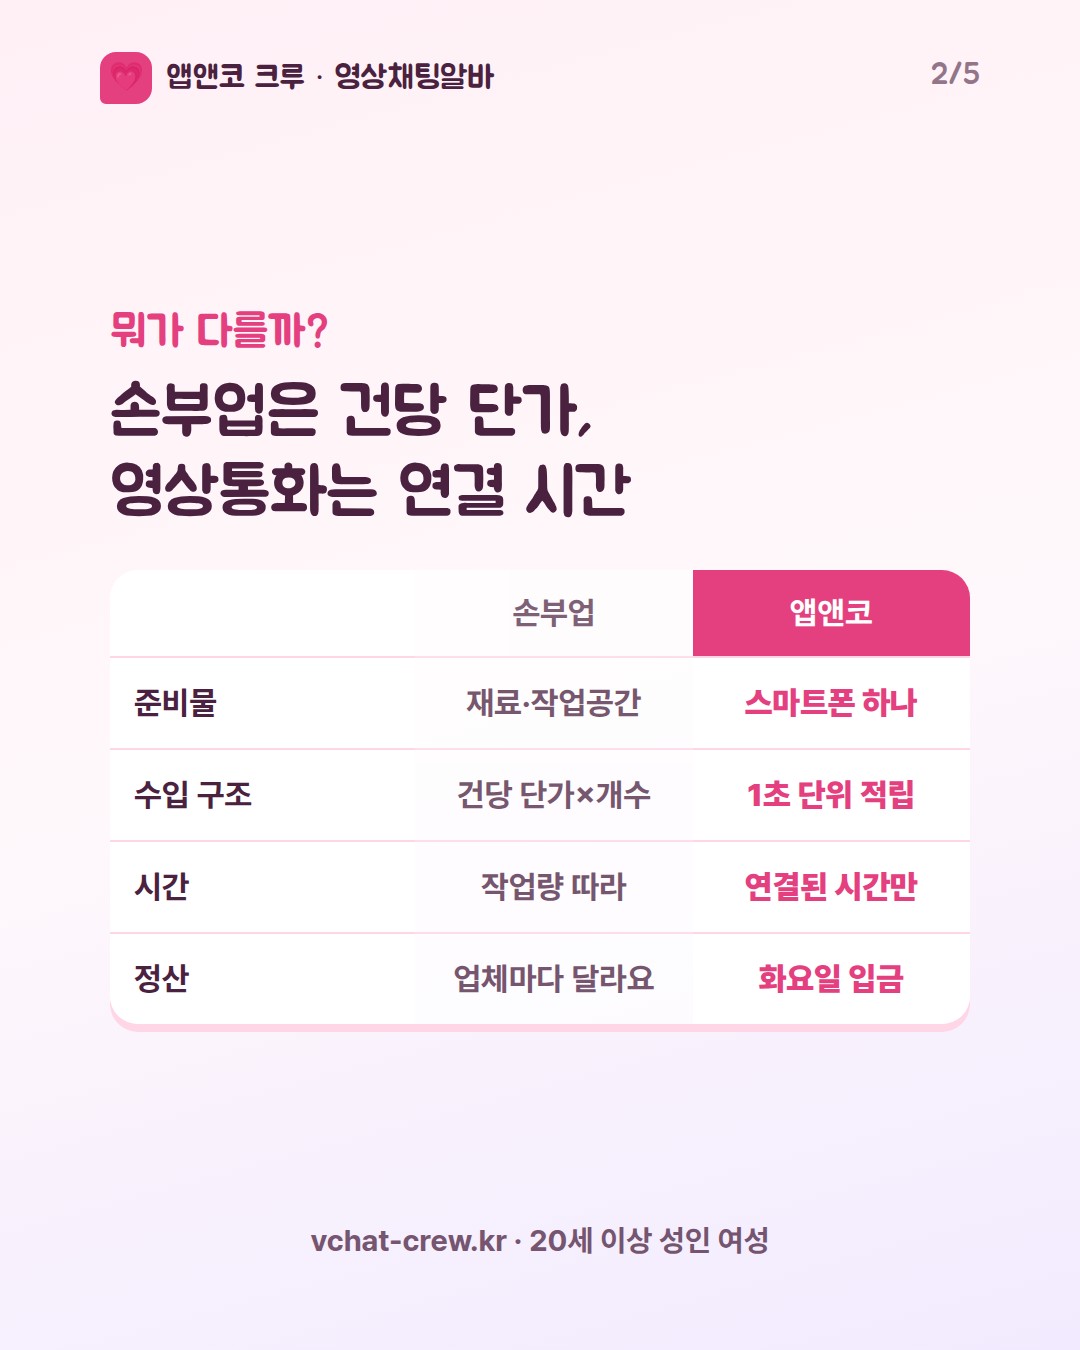 앱앤코 크루 · 영상채팅알바
2/5
뭐가 다를까?
손부업은 건당 단가,
영상통화는 연결 시간
손부업 앱앤코
준비물 재료·작업공간 스마트폰 하나
수입 구조 건당 단가×개수 1초 단위 적립
시간 작업량 따라 연결된 시간만
정산 업체마다 달라요 화요일 입금
vchat-crew.kr · 20세 이상 성인 여성